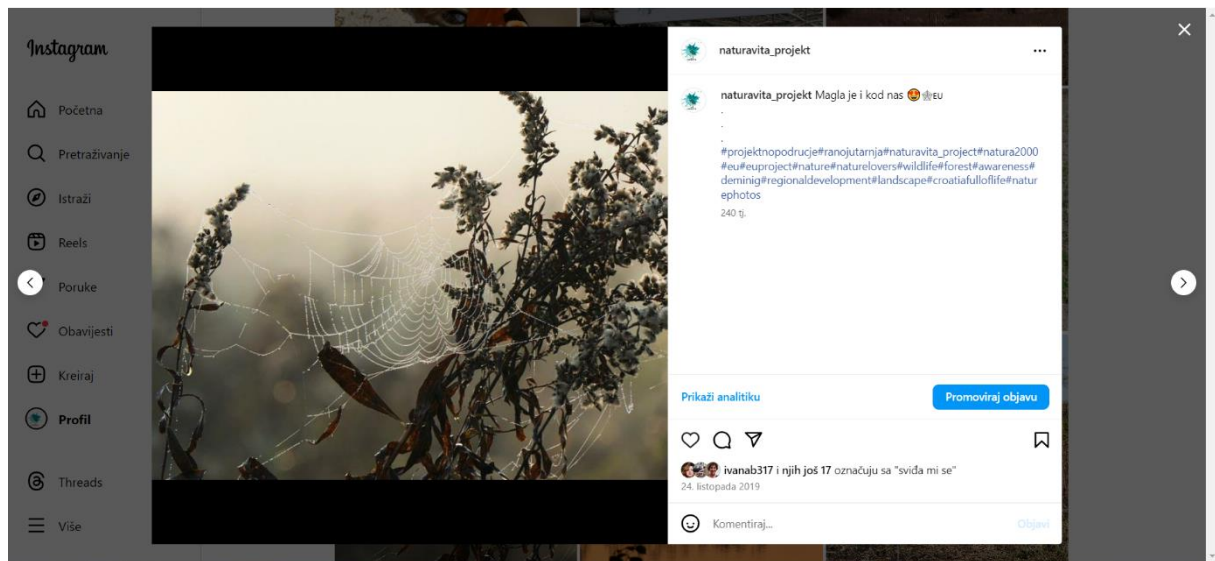 Instagram
Početna
Pretraživanje
Istraži
Reels
Poruke
Obavijesti
Kreiraj
Profil
Threads
Više
naturavita_projekt
naturavita_projekt Magla je i kod nas 😍🕸EU
.
.
.
#projektnopodrucje#ranojutarnja#naturavita_project#natura2000
#eu#euproject#nature#naturelovers#wildlife#forest#awareness#
deminig#regionaldevelopment#landscape#croatiafulloflife#natur
ephotos
240 tj.
Prikaži analitiku
Promoviraj objavu
ivanab317 i njih još 17 označuju sa "sviđa mi se"
24. listopada 2019
Komentiraj...
Objavi